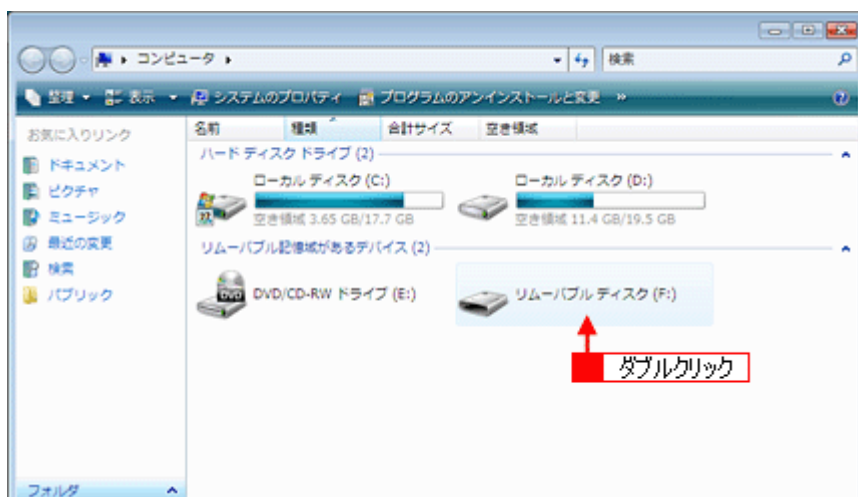 コンピュータ
検索
整理 表示 システムのプロパティ プログラムのアンインストールと変更 »
お気に入りリンク
ドキュメント
ピクチャ
ミュージック
最近の変更
検索
パブリック
フォルダ
名前 種類 合計サイズ 空き領域
ハード ディスク ドライブ (2)
ローカル ディスク (C:)
空き領域 3.65 GB/17.7 GB
ローカル ディスク (D:)
空き領域 11.4 GB/19.5 GB
リムーバブル記憶域があるデバイス (2)
DVD
DVD/CD-RW ドライブ (E:)
リムーバブル ディスク (F:)
ダブルクリック